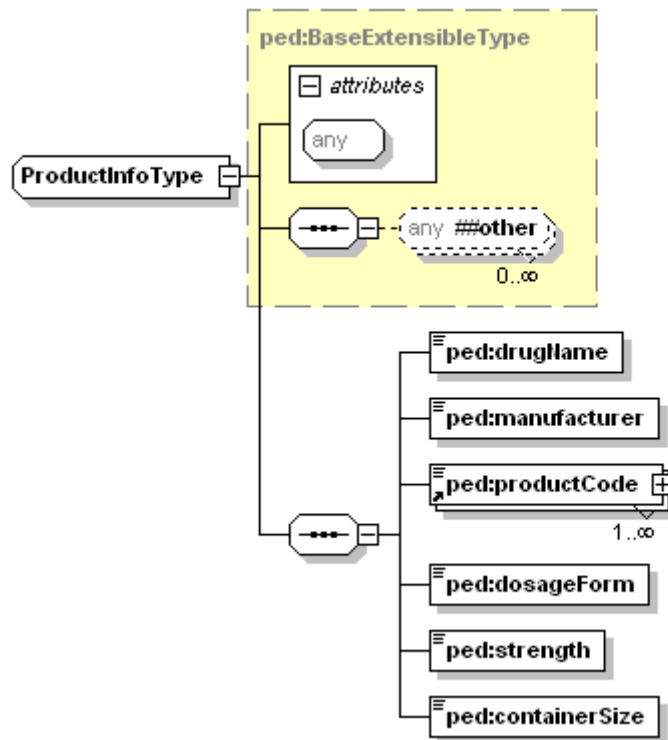 ped:BaseExtensibleType
attributes
any
ProductInfoType
any ##other
0..∞
ped:drugName
ped:manufacturer
ped:productCode
1..∞
ped:dosageForm
ped:strength
ped:containerSize